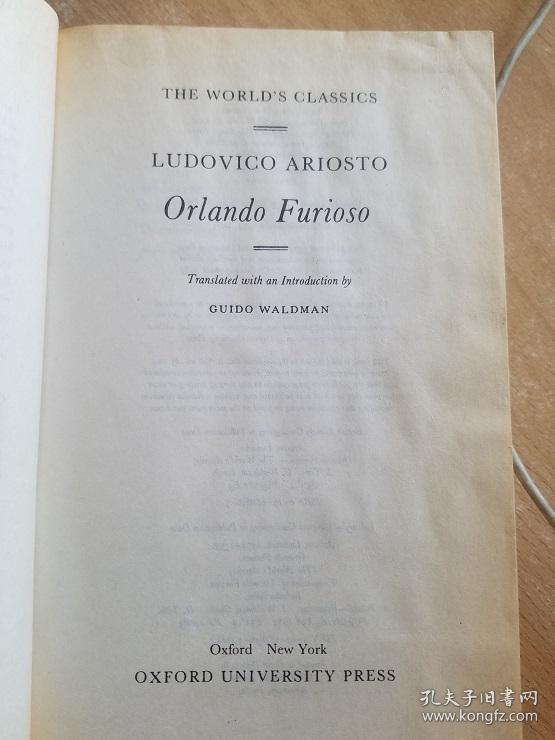 THE WORLD'S CLASSICS
LUDOVICO ARIOSTO
Orlando Furioso
Translated with an Introduction by
GUIDO WALDMAN
Oxford New York
OXFORD UNIVERSITY PRESS
孔夫子旧书网
www.kongfz.com